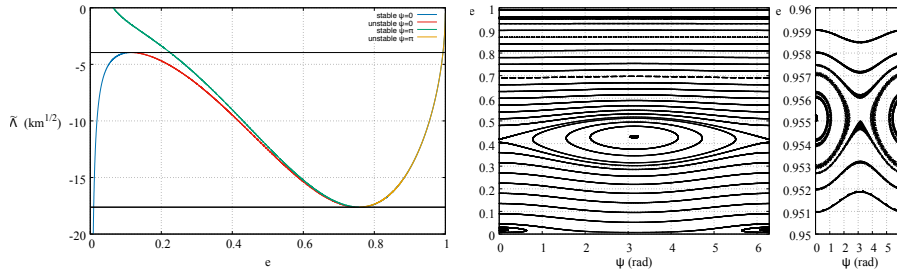 0
-5
-10
-15
-20
Λ̃ (km^1/2)
0 0.2 0.4 0.6 0.8 1
e
stable ψ=0
unstable ψ=0
stable ψ=π
unstable ψ=π
e
1
0.9
0.8
0.7
0.6
0.5
0.4
0.3
0.2
0.1
0
0 1 2 3 4 5 6
ψ (rad)
e
0.96
0.959
0.958
0.957
0.956
0.955
0.954
0.953
0.952
0.951
0.95
0 1 2 3 4 5
ψ (rad)